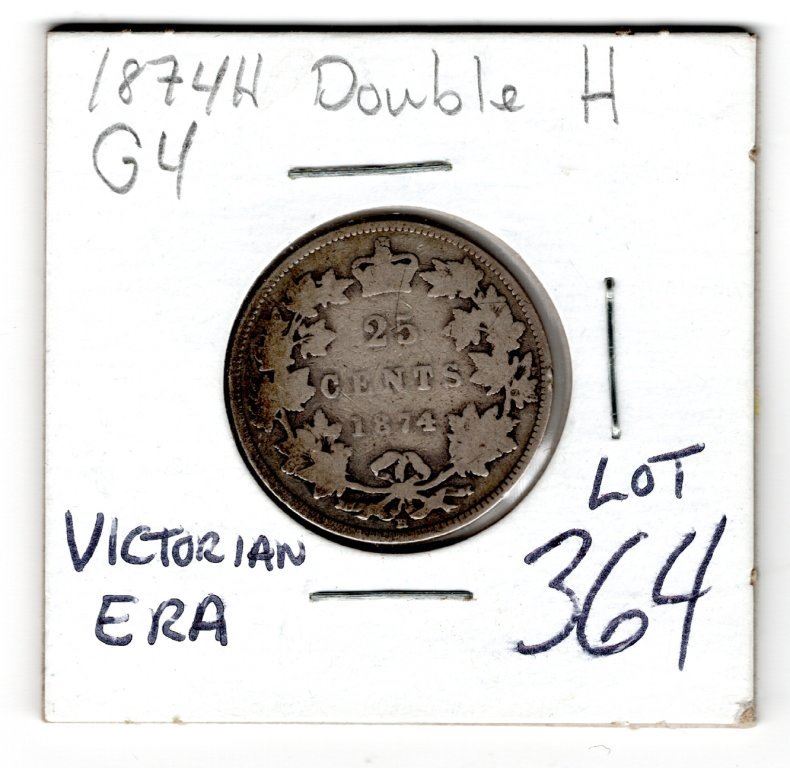 1874H Double H
G4
25
CENTS
1874
H
VICTORIAN
ERA
LOT
364